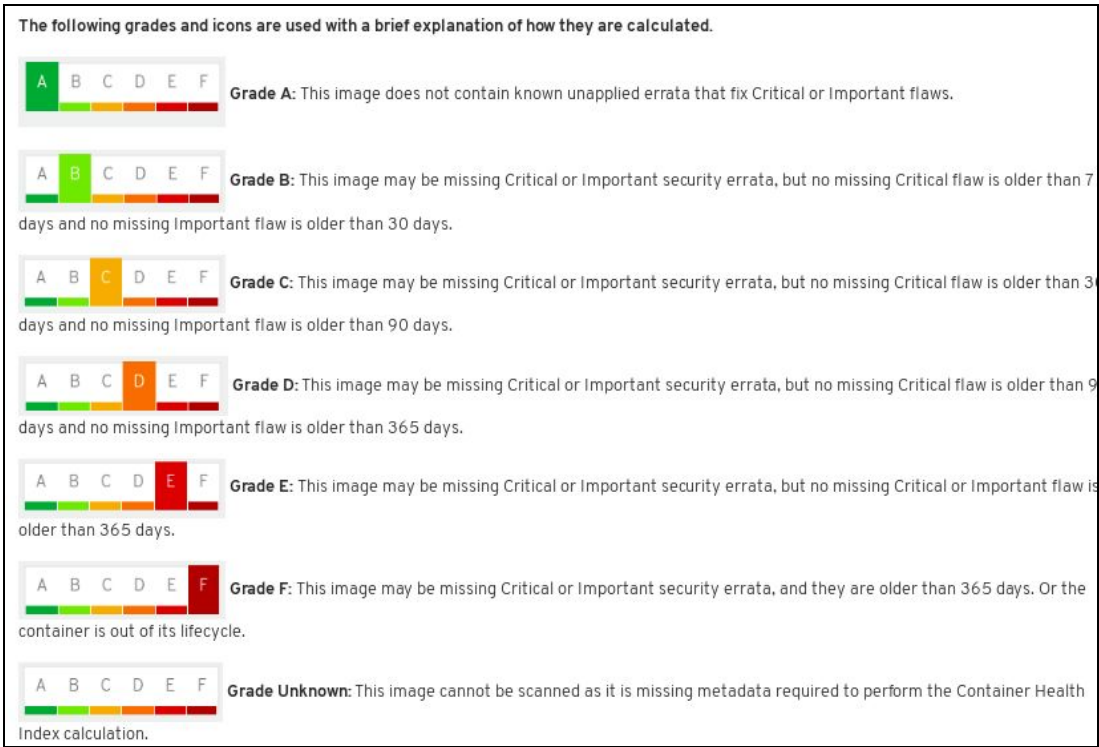 The following grades and icons are used with a brief explanation of how they are calculated.
A B C D E F Grade A: This image does not contain known unapplied errata that fix Critical or Important flaws.
A B C D E F Grade B: This image may be missing Critical or Important security errata, but no missing Critical flaw is older than 7
days and no missing Important flaw is older than 30 days.
A B C D E F Grade C: This image may be missing Critical or Important security errata, but no missing Critical flaw is older than
days and no missing Important flaw is older than 90 days.
A B C D E F Grade D: This image may be missing Critical or Important security errata, but no missing Critical flaw is older than
days and no missing Important flaw is older than 365 days.
A B C D E F Grade E: This image may be missing Critical or Important security errata, but no missing Critical or Important flaw is
older than 365 days.
A B C D E F Grade F: This image may be missing Critical or Important security errata, and they are older than 365 days. Or the
container is out of its lifecycle.
A B C D E F Grade Unknown: This image cannot be scanned as it is missing metadata required to perform the Container Health
Index calculation.